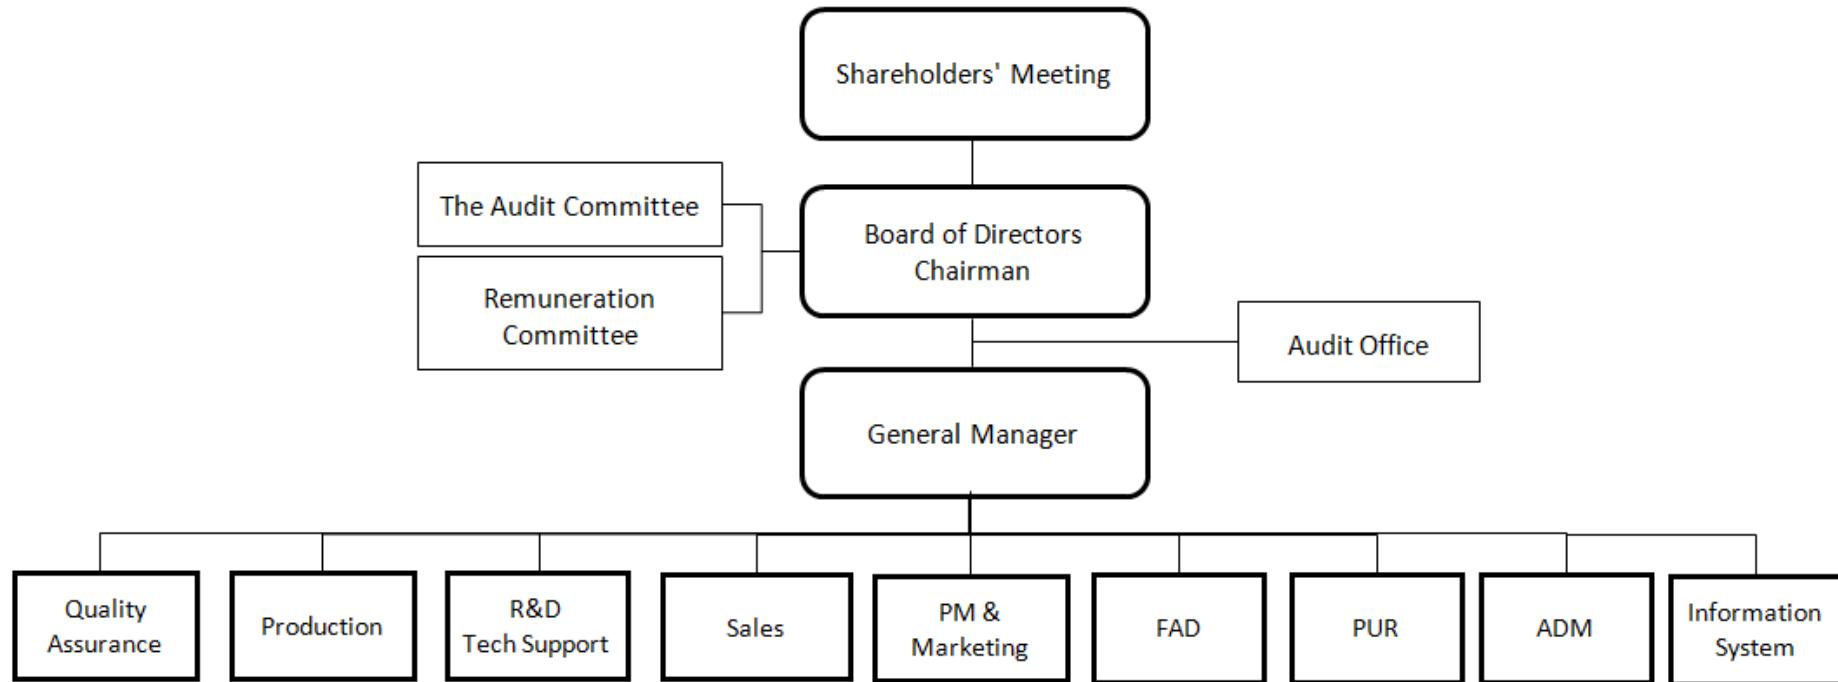 Shareholders' Meeting
The Audit Committee
Board of Directors
Chairman
Remuneration
Committee
Audit Office
General Manager
Quality
Assurance
Production
R&D
Tech Support
Sales
PM &
Marketing
FAD
PUR
ADM
Information
System